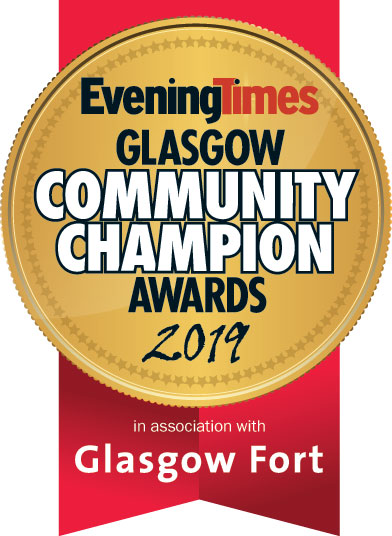 EveningTimes
GLASGOW
COMMUNITY
CHAMPION
AWARDS
2019
in association with
Glasgow Fort